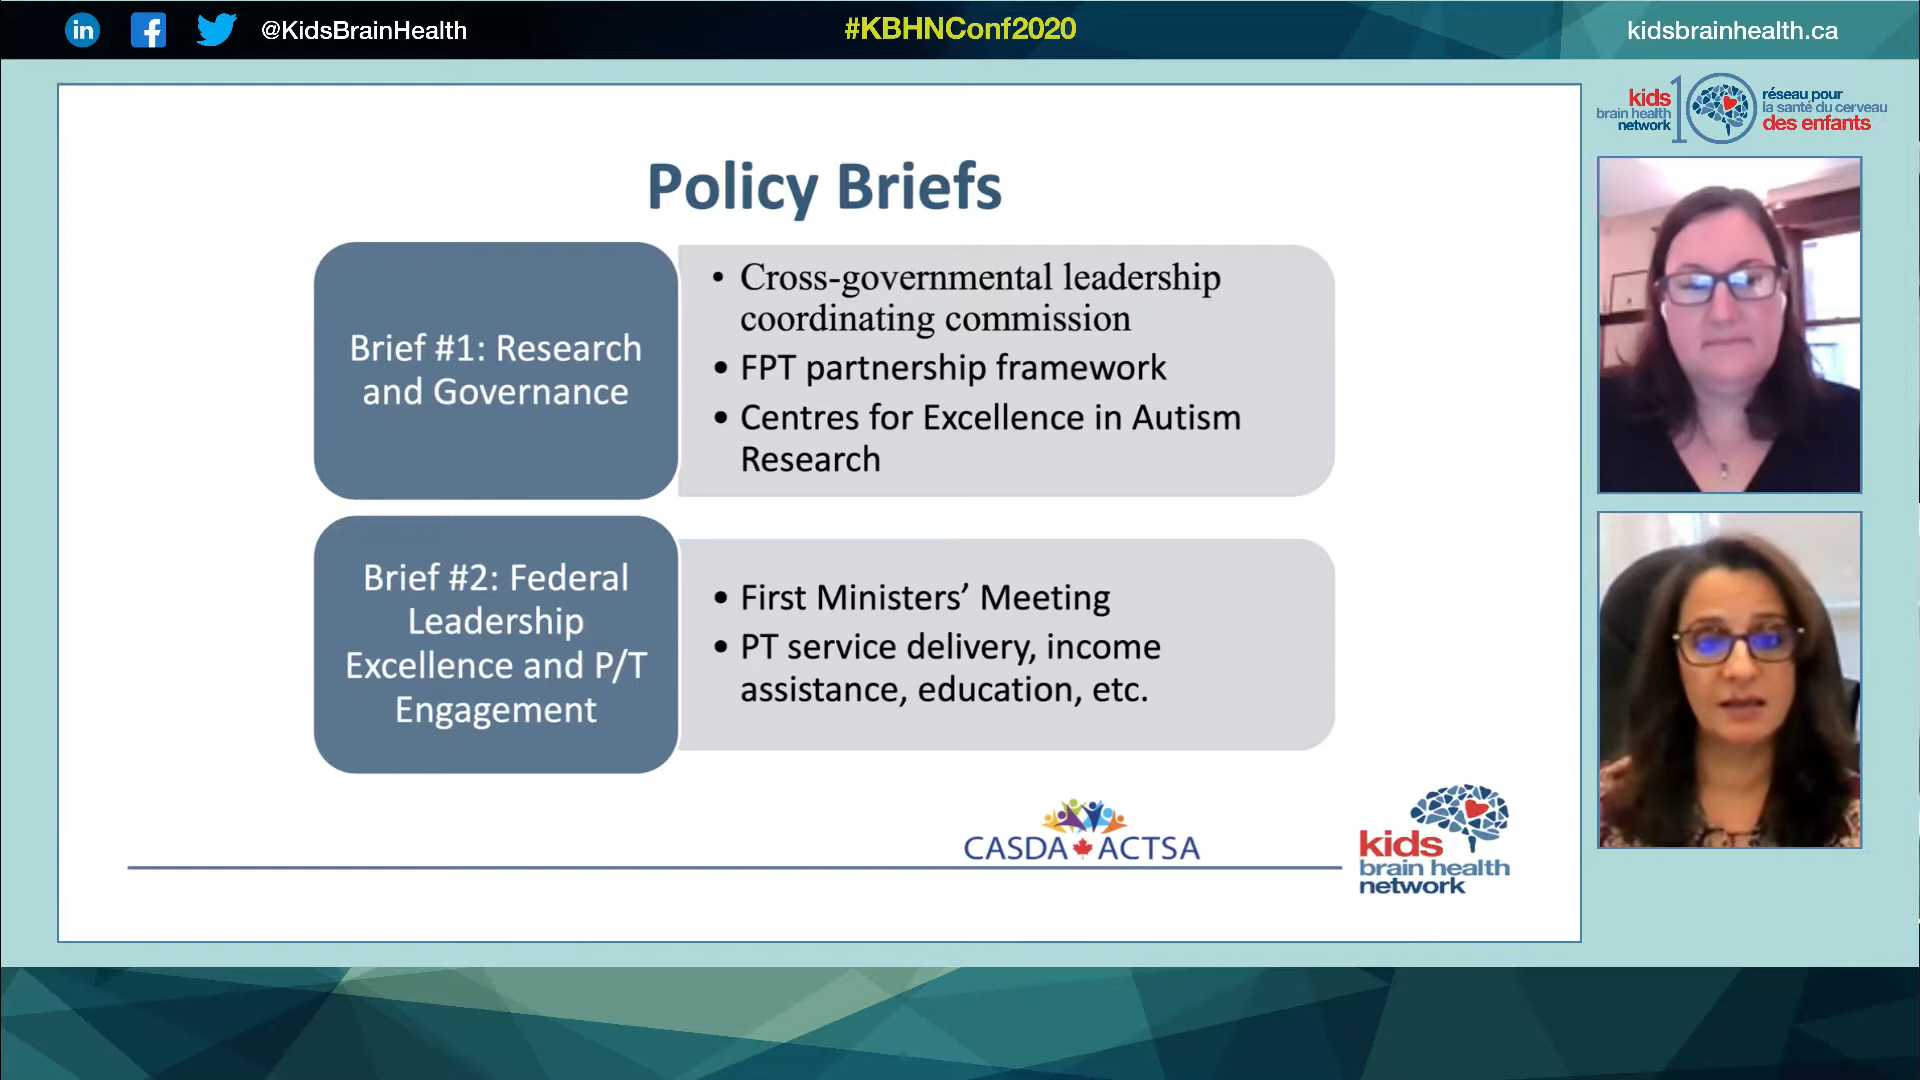 in
f
@KidsBrainHealth
#KBHNConf2020
kidsbrainhealth.ca
kids
brain health
network
10
réseau pour
la santé du cerveau
des enfants
Policy Briefs
Brief #1: Research
and Governance
• Cross-governmental leadership
coordinating commission
• FPT partnership framework
• Centres for Excellence in Autism
Research
Brief #2: Federal
Leadership
Excellence and P/T
Engagement
• First Ministers’ Meeting
• PT service delivery, income
assistance, education, etc.
CASDA ACTSA
kids
brain health
network